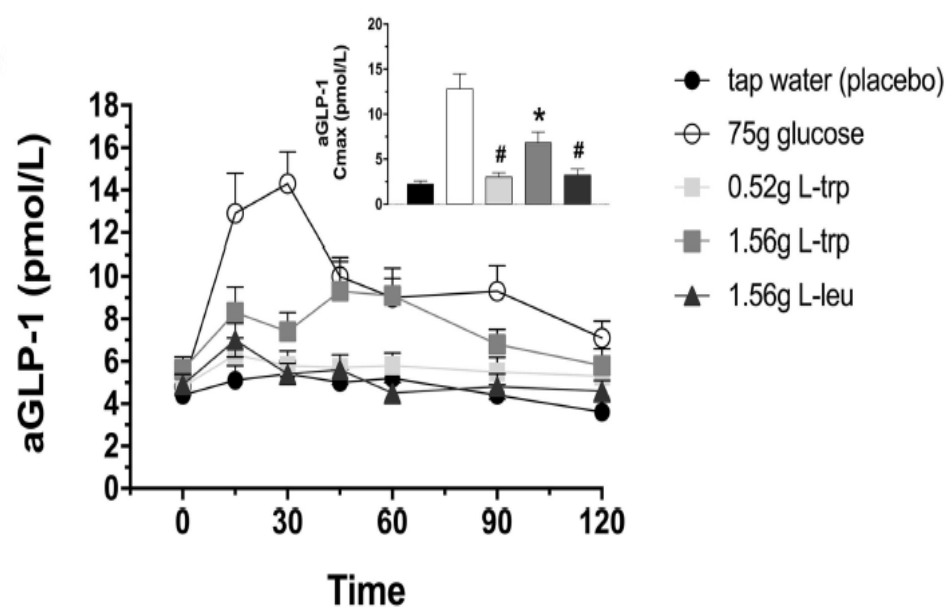 20
15
10
5
0
aGLP-1
Cmax (pmol/L)
#
*
#
tap water (placebo)
75g glucose
0.52g L-trp
1.56g L-trp
1.56g L-leu
18
16
14
12
10
8
6
4
2
0
aGLP-1 (pmol/L)
0 30 60 90 120
Time